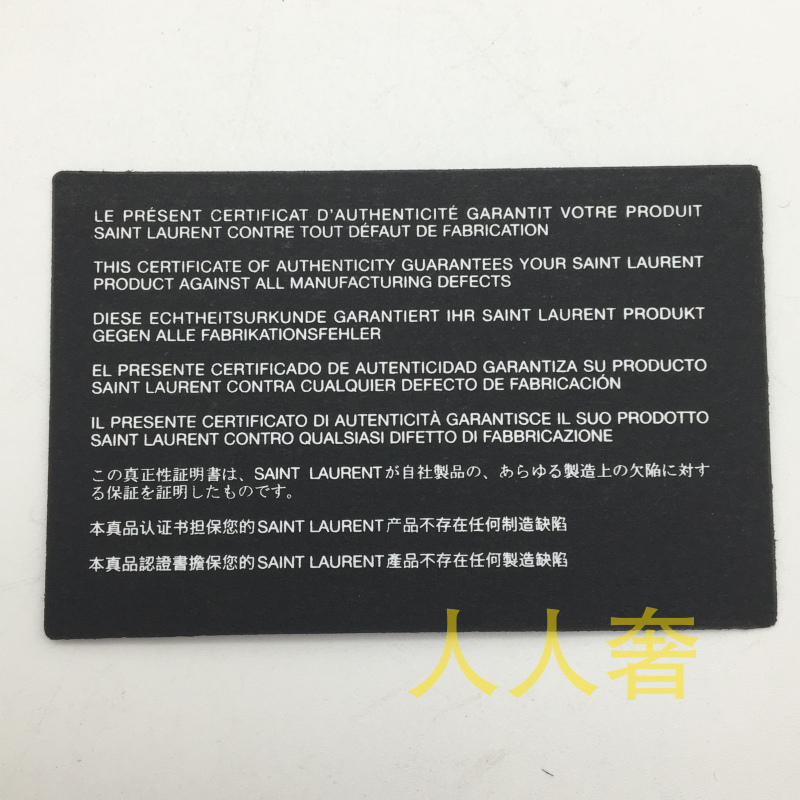 LE PRÉSENT CERTIFICAT D'AUTHENTICITÉ GARANTIT VOTRE PRODUIT
SAINT LAURENT CONTRE TOUT DÉFAUT DE FABRICATION
THIS CERTIFICATE OF AUTHENTICITY GUARANTEES YOUR SAINT LAURENT
PRODUCT AGAINST ALL MANUFACTURING DEFECTS
DIESE ECHTHEITSURKUNDE GARANTIERT IHR SAINT LAURENT PRODUKT
GEGEN ALLE FABRIKATIONSFEHLER
EL PRESENTE CERTIFICADO DE AUTENTICIDAD GARANTIZA SU PRODUCTO
SAINT LAURENT CONTRA CUALQUIER DEFECTO DE FABRICACIÓN
IL PRESENTE CERTIFICATO DI AUTENTICITÀ GARANTISCE IL SUO PRODOTTO
SAINT LAURENT CONTRO QUALSIASI DIFETTO DI FABBRICAZIONE
この真正性証明書は、SAINT LAURENTが自社製品の、あらゆる製造上の欠陥に対す
る保証を証明したものです。
本真品认证书担保您的SAINT LAURENT产品不存在任何制造缺陷
本真品認證書擔保您的SAINT LAURENT產品不存在任何製造缺陷
人人奢